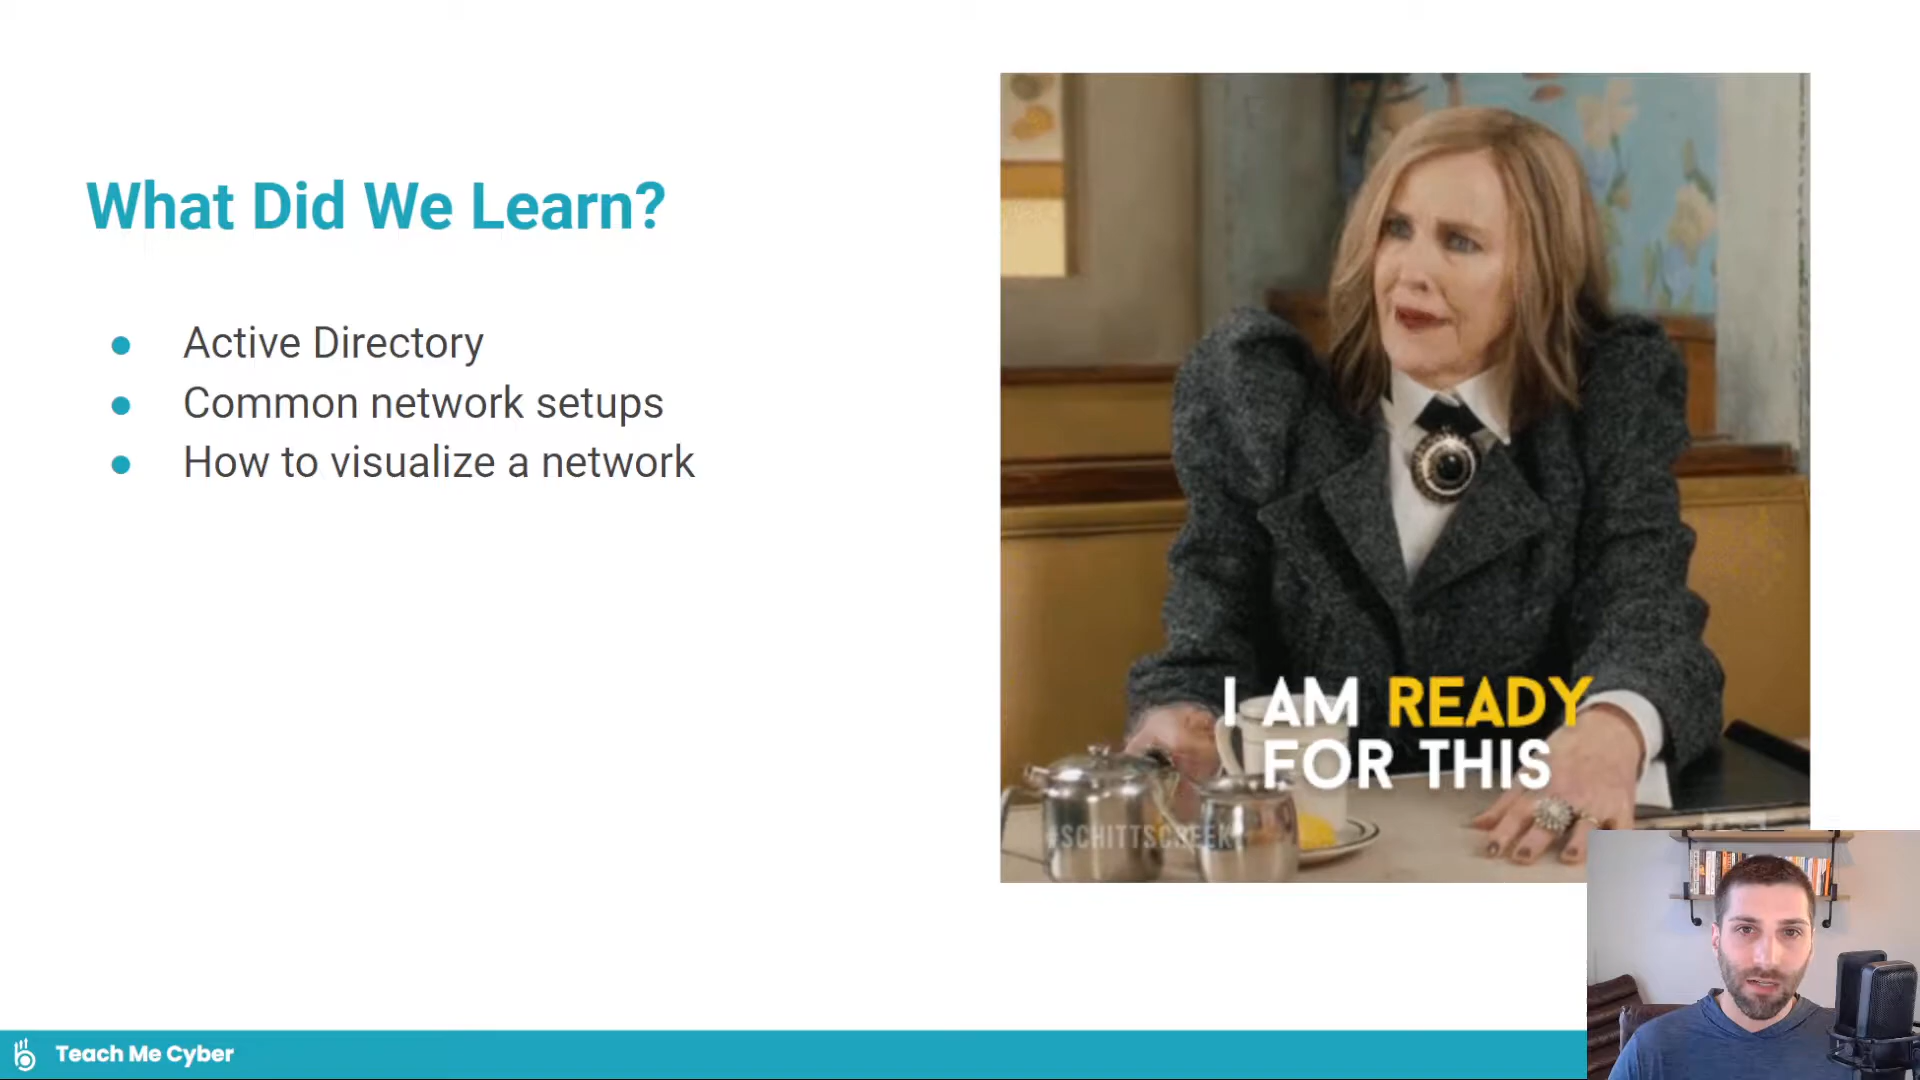 What Did We Learn?
Active Directory
Common network setups
How to visualize a network
I AM READY
FOR THIS
#SCHITTSCREEK
Teach Me Cyber